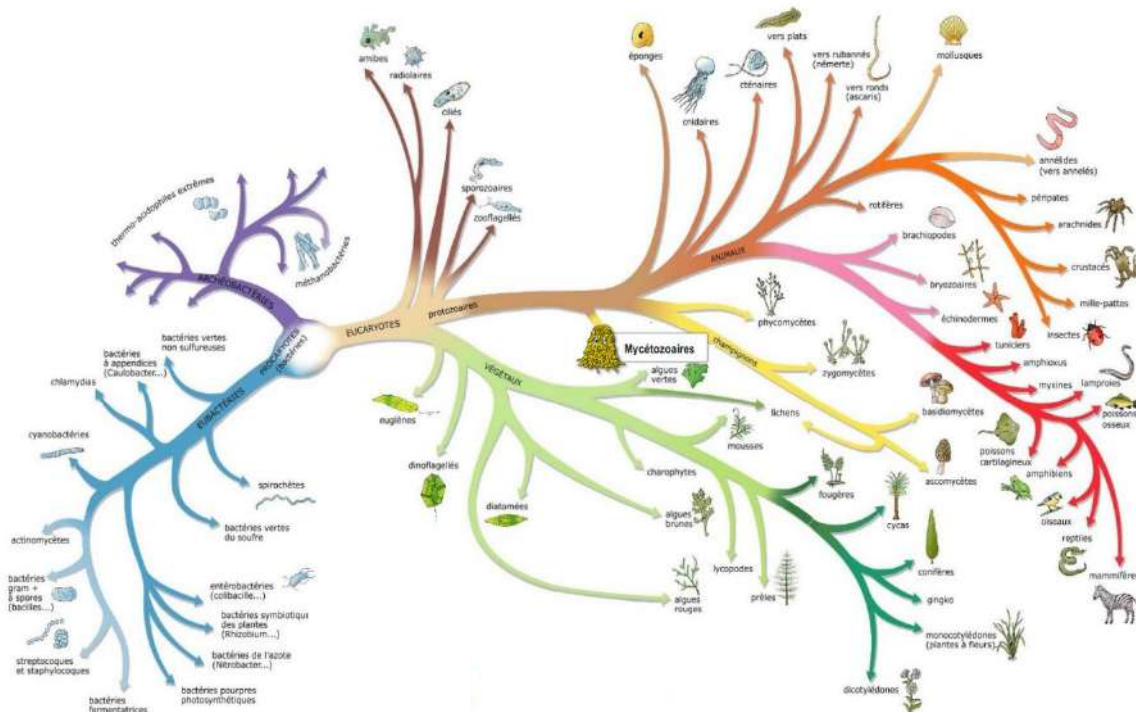 amibes
radiolaires
ciliés
sporozoaires
zooflagellés
éponges
cnidaires
cténaires
vers plats
vers rubannés
(némerte)
vers ronds
(ascaris)
mollusques
annélides
(vers annelés)
péripates
arachnides
crustacés
mille-pattes
insectes
rotifères
brachiopodes
bryozoaires
échinodermes
tuniciers
amphioxus
myxines
lamproies
poissons
osseux
poissons
cartilagineux
amphibiens
oiseaux
reptiles
mammifères
ANIMAUX
thermo-acidophiles extrêmes
méthanobactéries
ARCHÉOBACTÉRIES
PROCARYOTES
(bactéries)
EUCARYOTES
protozoaires
Mycétozoaires
champignons
phycomycètes
zygomycètes
basidiomycètes
ascomycètes
lichens
VÉGÉTAUX
algues
vertes
mousses
charophytes
euglènes
dinoflagellés
diatamées
algues
brunes
algues
rouges
lycopodes
prêles
fougères
cycas
conifères
gingko
monocotylédones
(plantes à fleurs)
dicotylédones
EUBACTÉRIES
bactéries vertes
non sulfureuses
bactéries
à appendices
(Caulobacter...)
chlamydias
cyanobactéries
spirochètes
bactéries vertes
du soufre
actinomycètes
bactéries
gram +
à spores
(bacilles...)
streptocoques
et staphylocoques
bactéries
fermentatrices
entérobactéries
(colibacille...)
bactéries symbiotique
des plantes
(Rhizobium...)
bactéries de l'azote
(Nitrobacter...)
bactéries pourpres
photosynthétiques